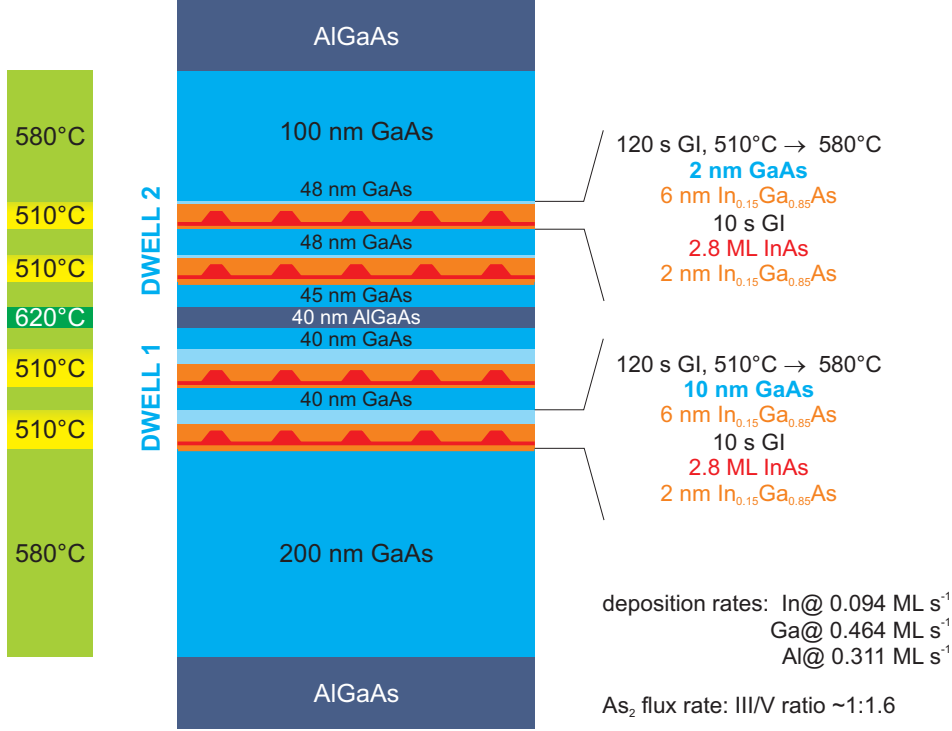 AlGaAs
580°C
100 nm GaAs
120 s GI, 510°C → 580°C
2 nm GaAs
6 nm In₀.₁₅Ga₀.₈₅As
10 s GI
2.8 ML InAs
2 nm In₀.₁₅Ga₀.₈₅As
DWELL 2
48 nm GaAs
510°C
48 nm GaAs
510°C
45 nm GaAs
620°C
40 nm AlGaAs
DWELL 1
40 nm GaAs
510°C
40 nm GaAs
510°C
120 s GI, 510°C → 580°C
10 nm GaAs
6 nm In₀.₁₅Ga₀.₈₅As
10 s GI
2.8 ML InAs
2 nm In₀.₁₅Ga₀.₈₅As
580°C
200 nm GaAs
deposition rates: In@ 0.094 ML s⁻¹
Ga@ 0.464 ML s⁻¹
Al@ 0.311 ML s⁻¹
AlGaAs
As₂ flux rate: III/V ratio ~1:1.6